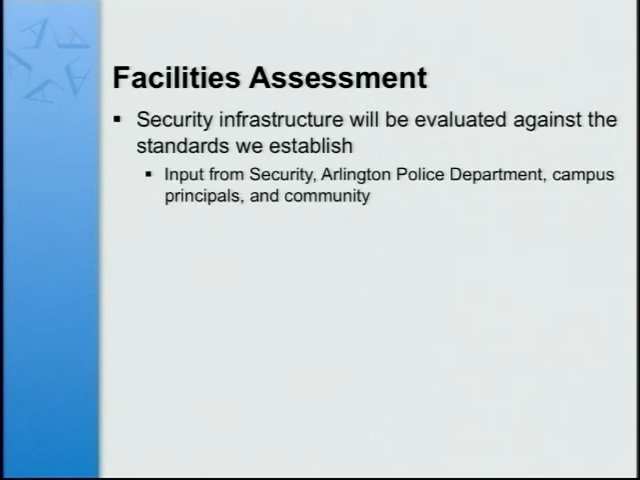 Facilities Assessment
▪ Security infrastructure will be evaluated against the
standards we establish
▪ Input from Security, Arlington Police Department, campus
principals, and community